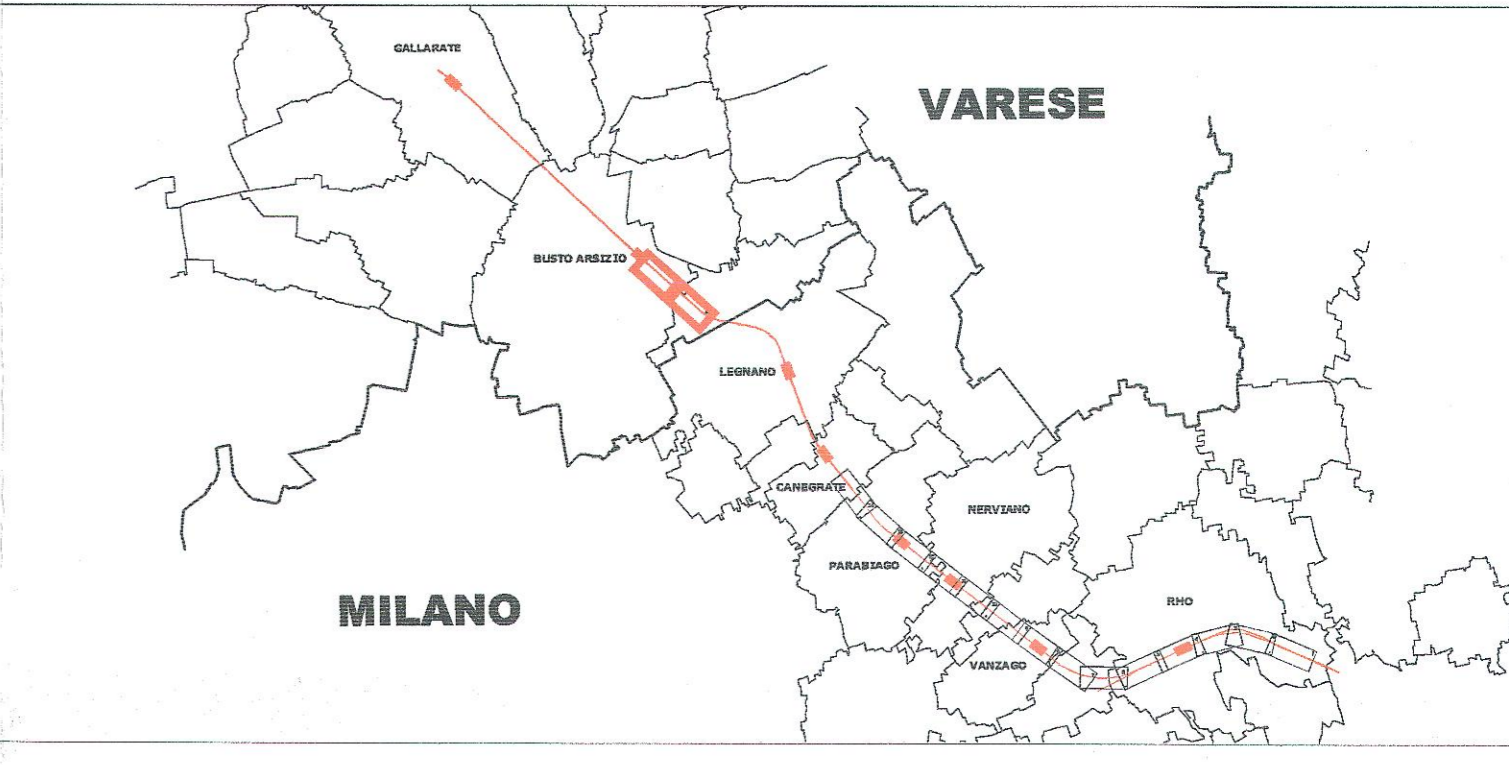 GALLARATE
VARESE
BUSTO ARSIZIO
LEGNANO
CANEGRATE
NERVIANO
PARABIAGO
RHO
MILANO
VANZAGO